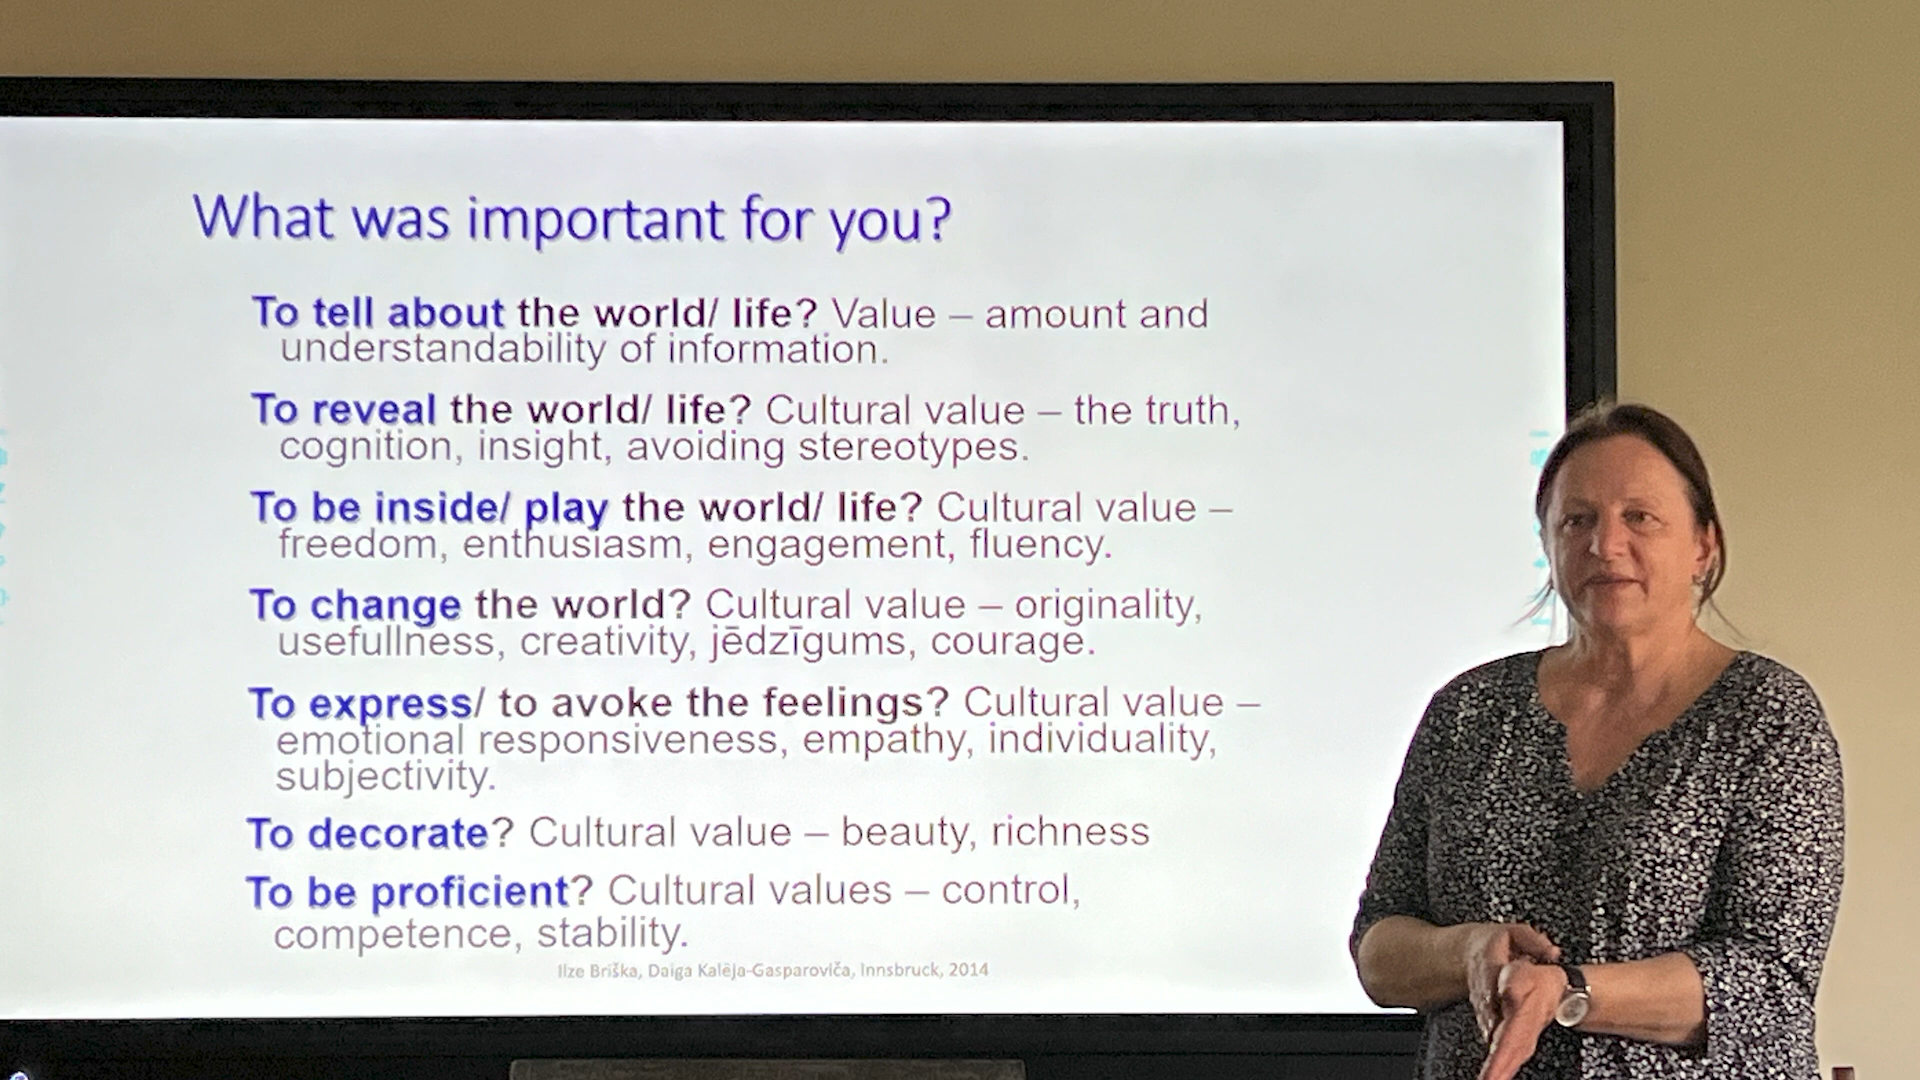 What was important for you?
To tell about the world/ life? Value – amount and
understandability of information.
To reveal the world/ life? Cultural value – the truth,
cognition, insight, avoiding stereotypes.
To be inside/ play the world/ life? Cultural value –
freedom, enthusiasm, engagement, fluency.
To change the world? Cultural value – originality,
usefullness, creativity, jēdzīgums, courage.
To express/ to avoke the feelings? Cultural value –
emotional responsiveness, empathy, individuality,
subjectivity.
To decorate? Cultural value – beauty, richness
To be proficient? Cultural values – control,
competence, stability.
Ilze Briška, Daiga Kalēja-Gasparoviča, Innsbruck, 2014